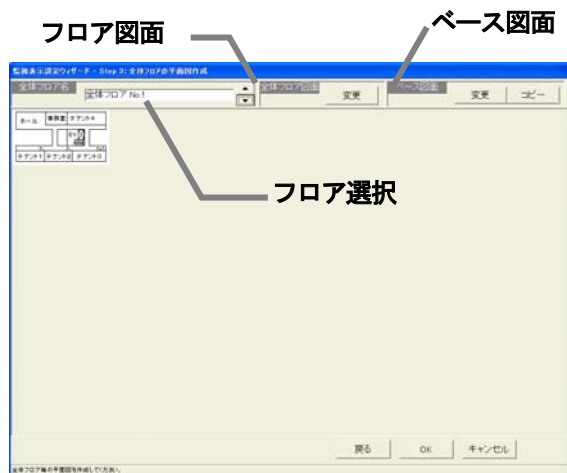 フロア図面
ベース図面
監視表示設定ウィザード - Step 3: 全体フロアの平面図作成
全体フロア名
全体フロア No.1
全体フロア図面
変更
ベース図面
変更
コピー
ホール
事務室
テナント4
EV
テナント1
テナント2
テナント3
フロア選択
戻る
OK
キャンセル
全体フロア毎の平面図を作成してください。